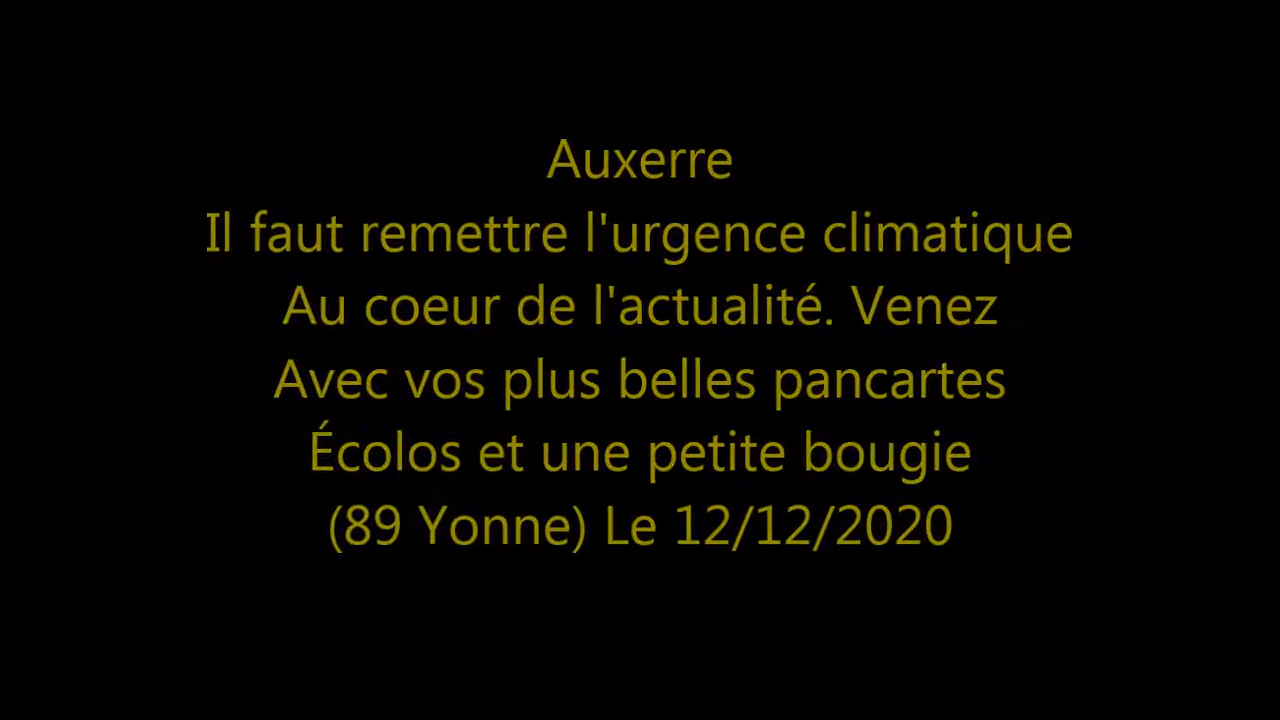 Auxerre
Il faut remettre l'urgence climatique
Au coeur de l'actualité. Venez
Avec vos plus belles pancartes
Écolos et une petite bougie
(89 Yonne) Le 12/12/2020